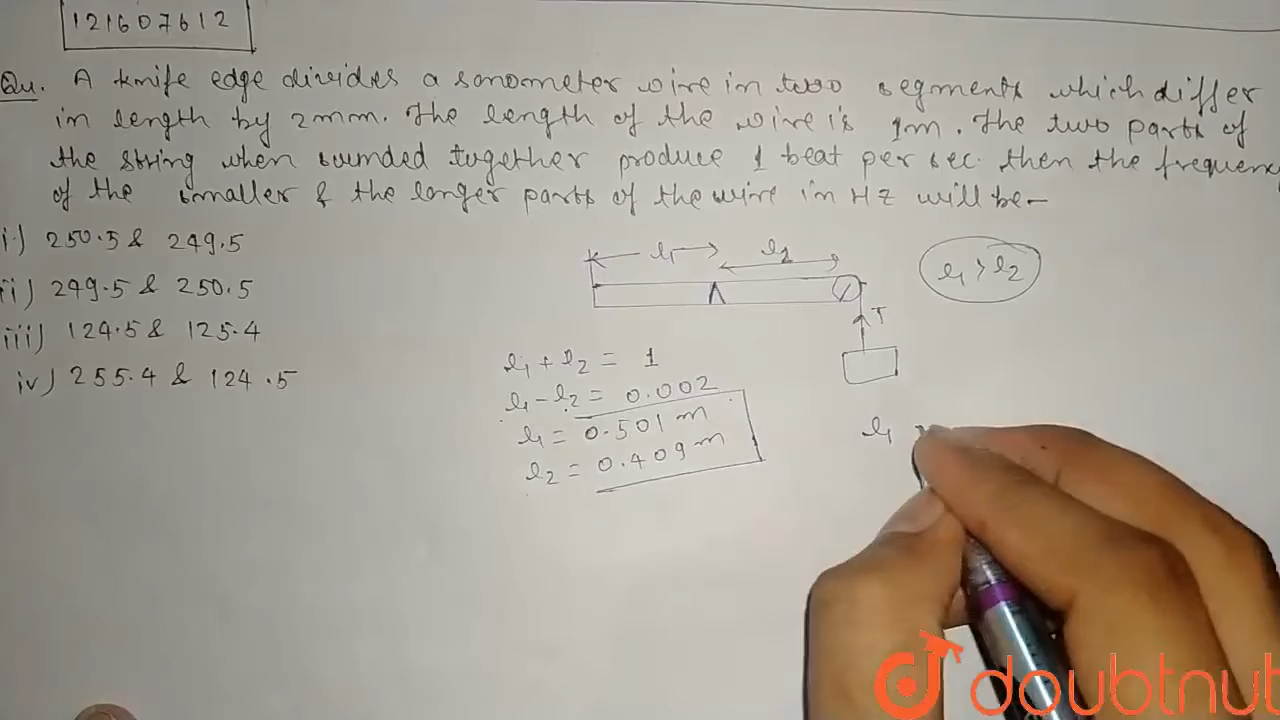 121607612
Qu. A knife edge divides a sonometer wire in two segments which differ
in length by 2mm. The length of the wire is 1m. The two parts of
the string when sounded together produce 1 beat per sec. then the frequency
of the smaller & the longer parts of the wire in HZ will be-
i) 250.5 & 249.5
ii) 249.5 & 250.5
iii) 124.5 & 125.4
iv) 255.4 & 124.5
l1 l2
l1 > l2
T
l1 + l2 = 1
l1 - l2 = 0.002
l1 = 0.501 m
l2 = 0.409 m
l1
doubtnut